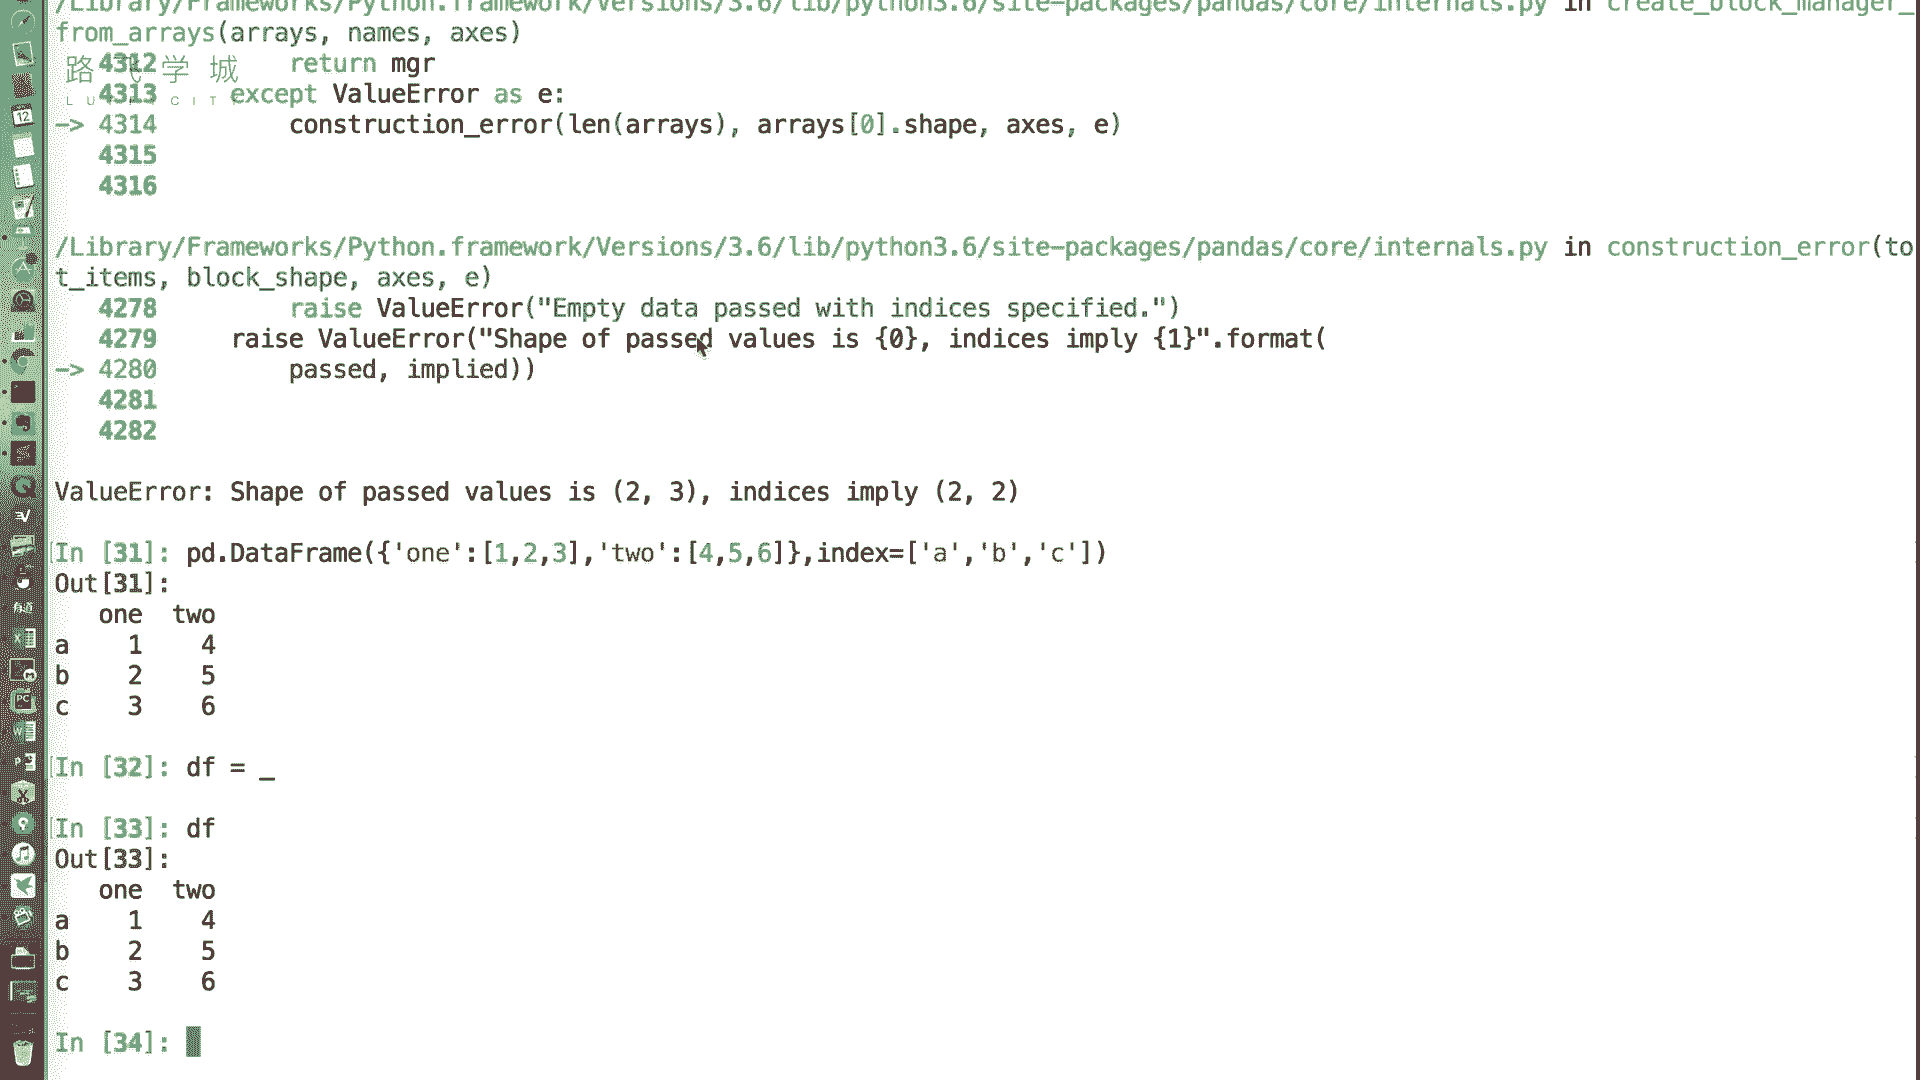 /Library/Frameworks/Python.framework/Versions/3.6/lib/python3.6/site-packages/pandas/core/internals.py in create_block_manager_
from_arrays(arrays, names, axes)
4312 return mgr
路 飞 学 城
4313 except ValueError as e:
LUFFYCITY
-> 4314 construction_error(len(arrays), arrays[0].shape, axes, e)
4315
4316
/Library/Frameworks/Python.framework/Versions/3.6/lib/python3.6/site-packages/pandas/core/internals.py in construction_error(to
t_items, block_shape, axes, e)
4278 raise ValueError("Empty data passed with indices specified.")
4279 raise ValueError("Shape of passed values is {0}, indices imply {1}".format(
-> 4280 passed, implied))
4281
4282
ValueError: Shape of passed values is (2, 3), indices imply (2, 2)
In [31]: pd.DataFrame({'one':[1,2,3],'two':[4,5,6]},index=['a','b','c'])
Out[31]:
one two
a 1 4
b 2 5
c 3 6
In [32]: df = _
In [33]: df
Out[33]:
one two
a 1 4
b 2 5
c 3 6
In [34]: